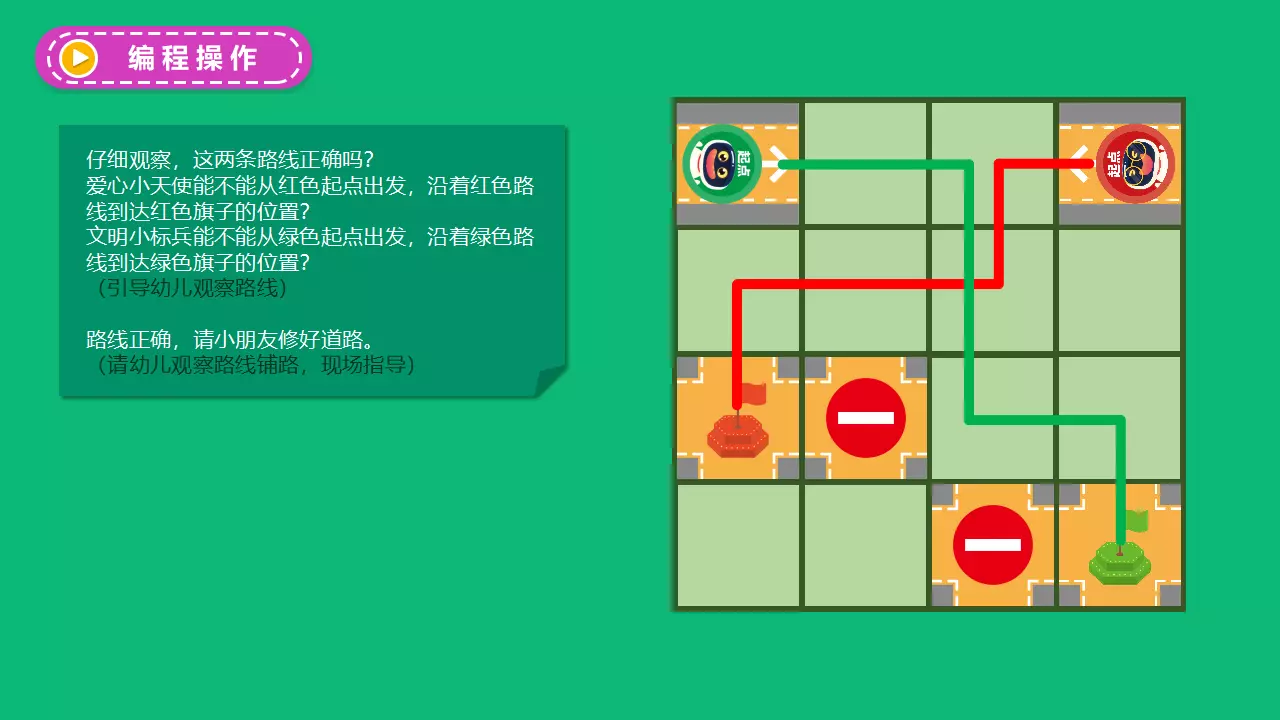 编程操作
仔细观察，这两条路线正确吗？
爱心小天使能不能从红色起点出发，沿着红色路
线到达红色旗子的位置？
文明小标兵能不能从绿色起点出发，沿着绿色路
线到达绿色旗子的位置？
（引导幼儿观察路线）
路线正确，请小朋友修好道路。
（请幼儿观察路线铺路，现场指导）
起点
起点